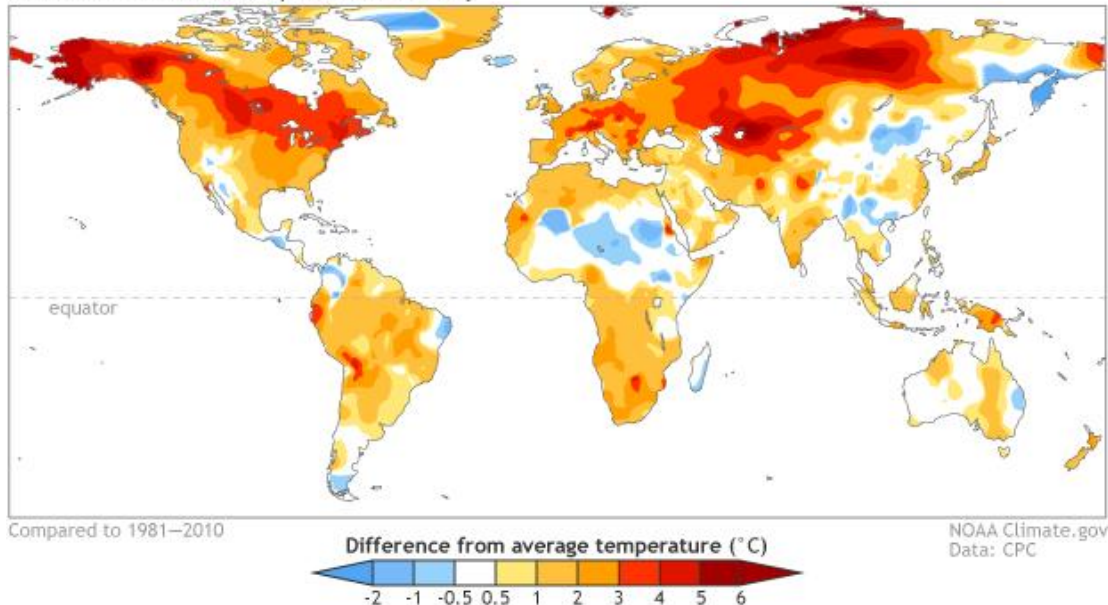 equator
Compared to 1981—2010
NOAA Climate.gov
Data: CPC
Difference from average temperature (°C)
-2 -1 -0.5 0.5 1 2 3 4 5 6